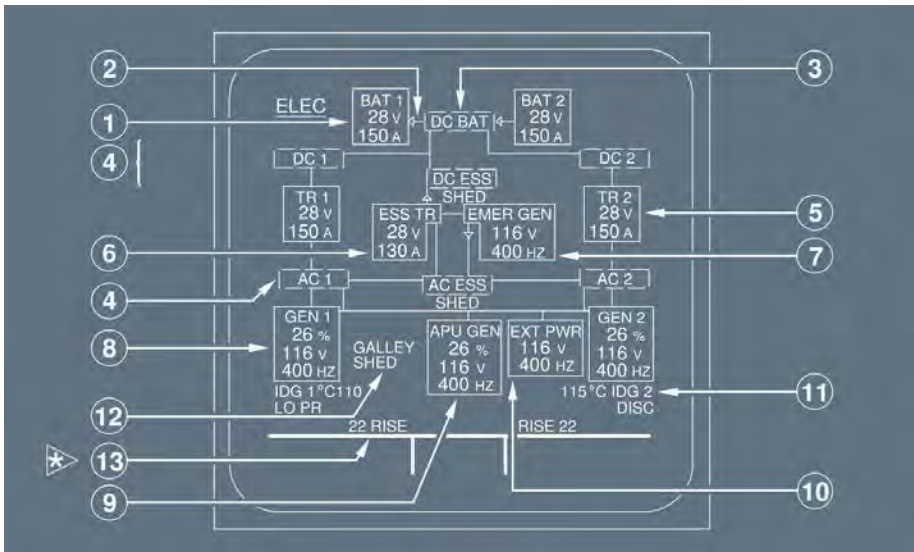 2
3
ELEC
BAT 1
28 V
150 A
DC BAT
BAT 2
28 V
150 A
1
4
DC 1
DC 2
DC ESS
SHED
TR 1
28 V
150 A
ESS TR
28 V
130 A
EMER GEN
116 V
400 HZ
TR 2
28 V
150 A
5
6
7
4
AC 1
AC ESS
SHED
AC 2
8
GEN 1
26 %
116 V
400 HZ
GALLEY
SHED
APU GEN
26 %
116 V
400 HZ
EXT PWR
116 V
400 HZ
GEN 2
26 %
116 V
400 HZ
IDG 1°C110
LO PR
115°C IDG 2
DISC
11
12
22 RISE
RISE 22
*
13
9
10